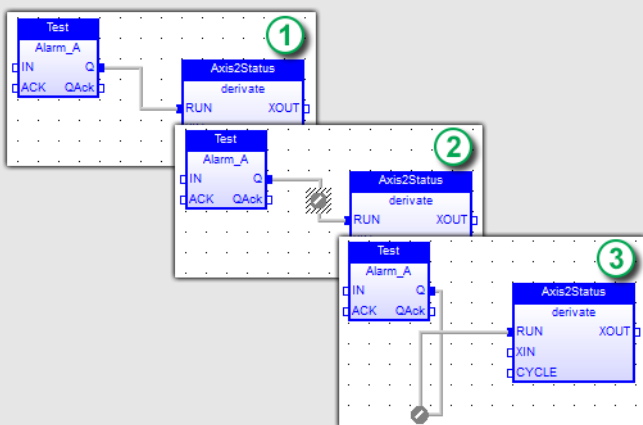 Test
1
Alarm_A
IN Q
Axis2Status
ACK QAck
derivate
RUN XOUT
Test
2
Alarm_A
IN Q
Axis2Status
ACK QAck
derivate
RUN XOUT
Test
3
Alarm_A
IN Q
Axis2Status
ACK QAck
derivate
RUN XOUT
XIN
CYCLE